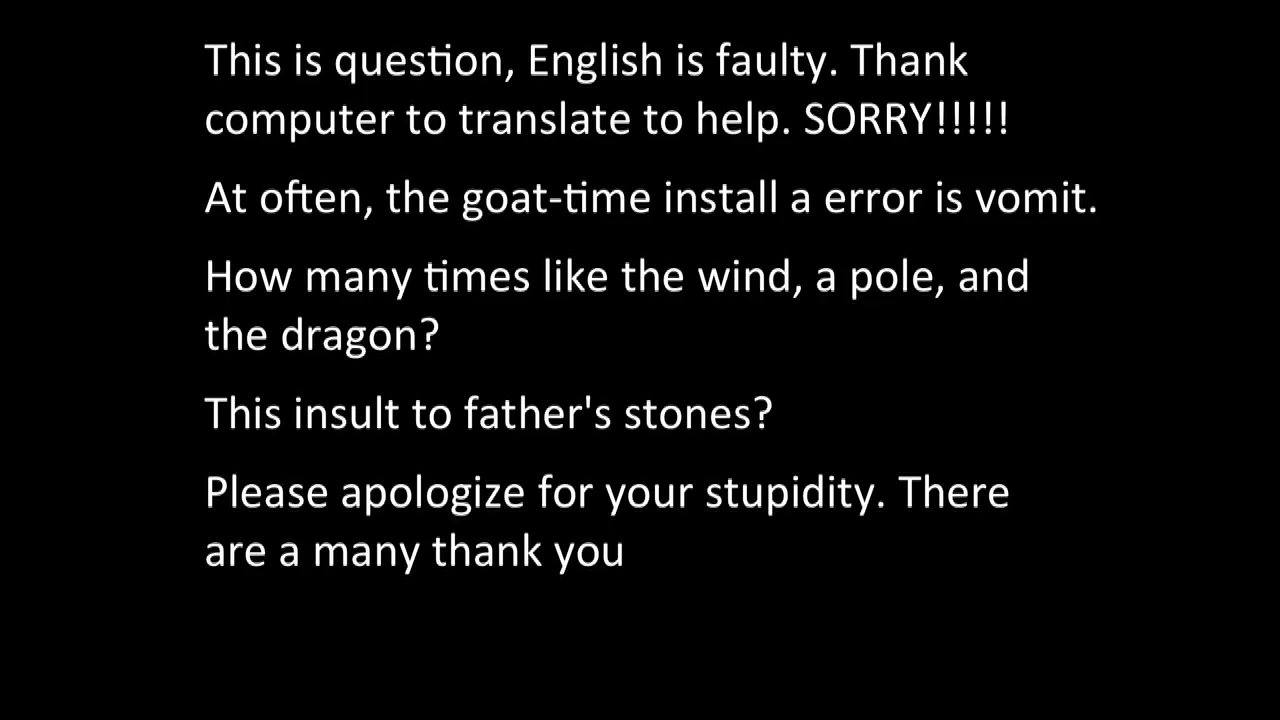 This is question, English is faulty. Thank
computer to translate to help. SORRY!!!!!
At often, the goat-time install a error is vomit.
How many times like the wind, a pole, and
the dragon?
This insult to father's stones?
Please apologize for your stupidity. There
are a many thank you